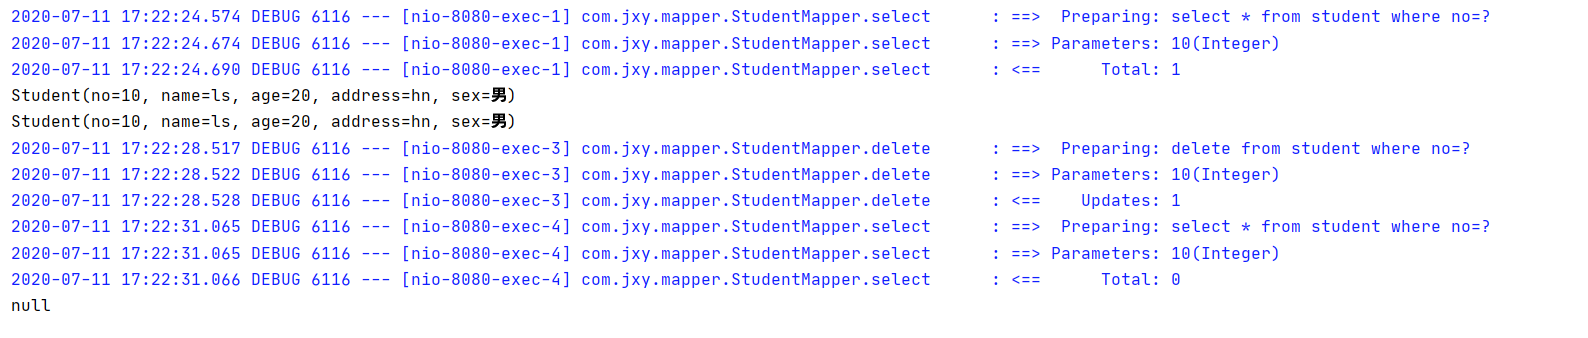 2020-07-11 17:22:24.574 DEBUG 6116 --- [nio-8080-exec-1] com.jxy.mapper.StudentMapper.select      : ==>  Preparing: select * from student where no=?
2020-07-11 17:22:24.674 DEBUG 6116 --- [nio-8080-exec-1] com.jxy.mapper.StudentMapper.select      : ==> Parameters: 10(Integer)
2020-07-11 17:22:24.690 DEBUG 6116 --- [nio-8080-exec-1] com.jxy.mapper.StudentMapper.select      : <==      Total: 1
Student(no=10, name=ls, age=20, address=hn, sex=男)
Student(no=10, name=ls, age=20, address=hn, sex=男)
2020-07-11 17:22:28.517 DEBUG 6116 --- [nio-8080-exec-3] com.jxy.mapper.StudentMapper.delete      : ==>  Preparing: delete from student where no=?
2020-07-11 17:22:28.522 DEBUG 6116 --- [nio-8080-exec-3] com.jxy.mapper.StudentMapper.delete      : ==> Parameters: 10(Integer)
2020-07-11 17:22:28.528 DEBUG 6116 --- [nio-8080-exec-3] com.jxy.mapper.StudentMapper.delete      : <==    Updates: 1
2020-07-11 17:22:31.065 DEBUG 6116 --- [nio-8080-exec-4] com.jxy.mapper.StudentMapper.select      : ==>  Preparing: select * from student where no=?
2020-07-11 17:22:31.065 DEBUG 6116 --- [nio-8080-exec-4] com.jxy.mapper.StudentMapper.select      : ==> Parameters: 10(Integer)
2020-07-11 17:22:31.066 DEBUG 6116 --- [nio-8080-exec-4] com.jxy.mapper.StudentMapper.select      : <==      Total: 0
null